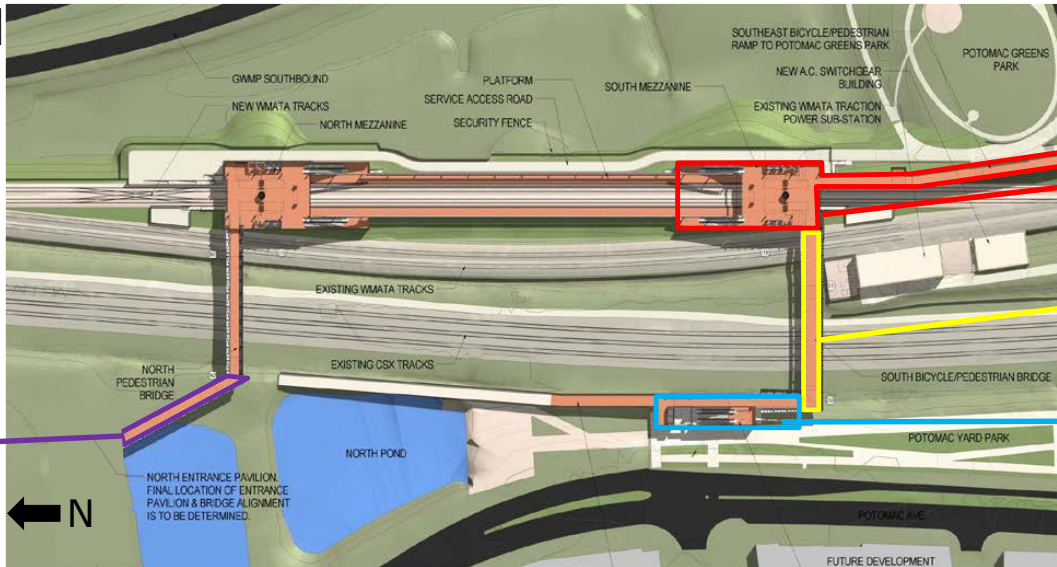 GWMP SOUTHBOUND
NEW WMATA TRACKS
NORTH MEZZANINE
PLATFORM
SERVICE ACCESS ROAD
SECURITY FENCE
SOUTH MEZZANINE
SOUTHEAST BICYCLE/PEDESTRIAN
RAMP TO POTOMAC GREENS PARK
NEW A.C. SWITCHGEAR
BUILDING
EXISTING WMATA TRACTION
POWER SUB-STATION
POTOMAC GREENS
PARK
EXISTING WMATA TRACKS
EXISTING CSX TRACKS
NORTH
PEDESTRIAN
BRIDGE
SOUTH BICYCLE/PEDESTRIAN BRIDGE
NORTH POND
POTOMAC YARD PARK
NORTH ENTRANCE PAVILION.
FINAL LOCATION OF ENTRANCE
PAVILION & BRIDGE ALIGNMENT
IS TO BE DETERMINED.
N
POTOMAC AVE.
FUTURE DEVELOPMENT